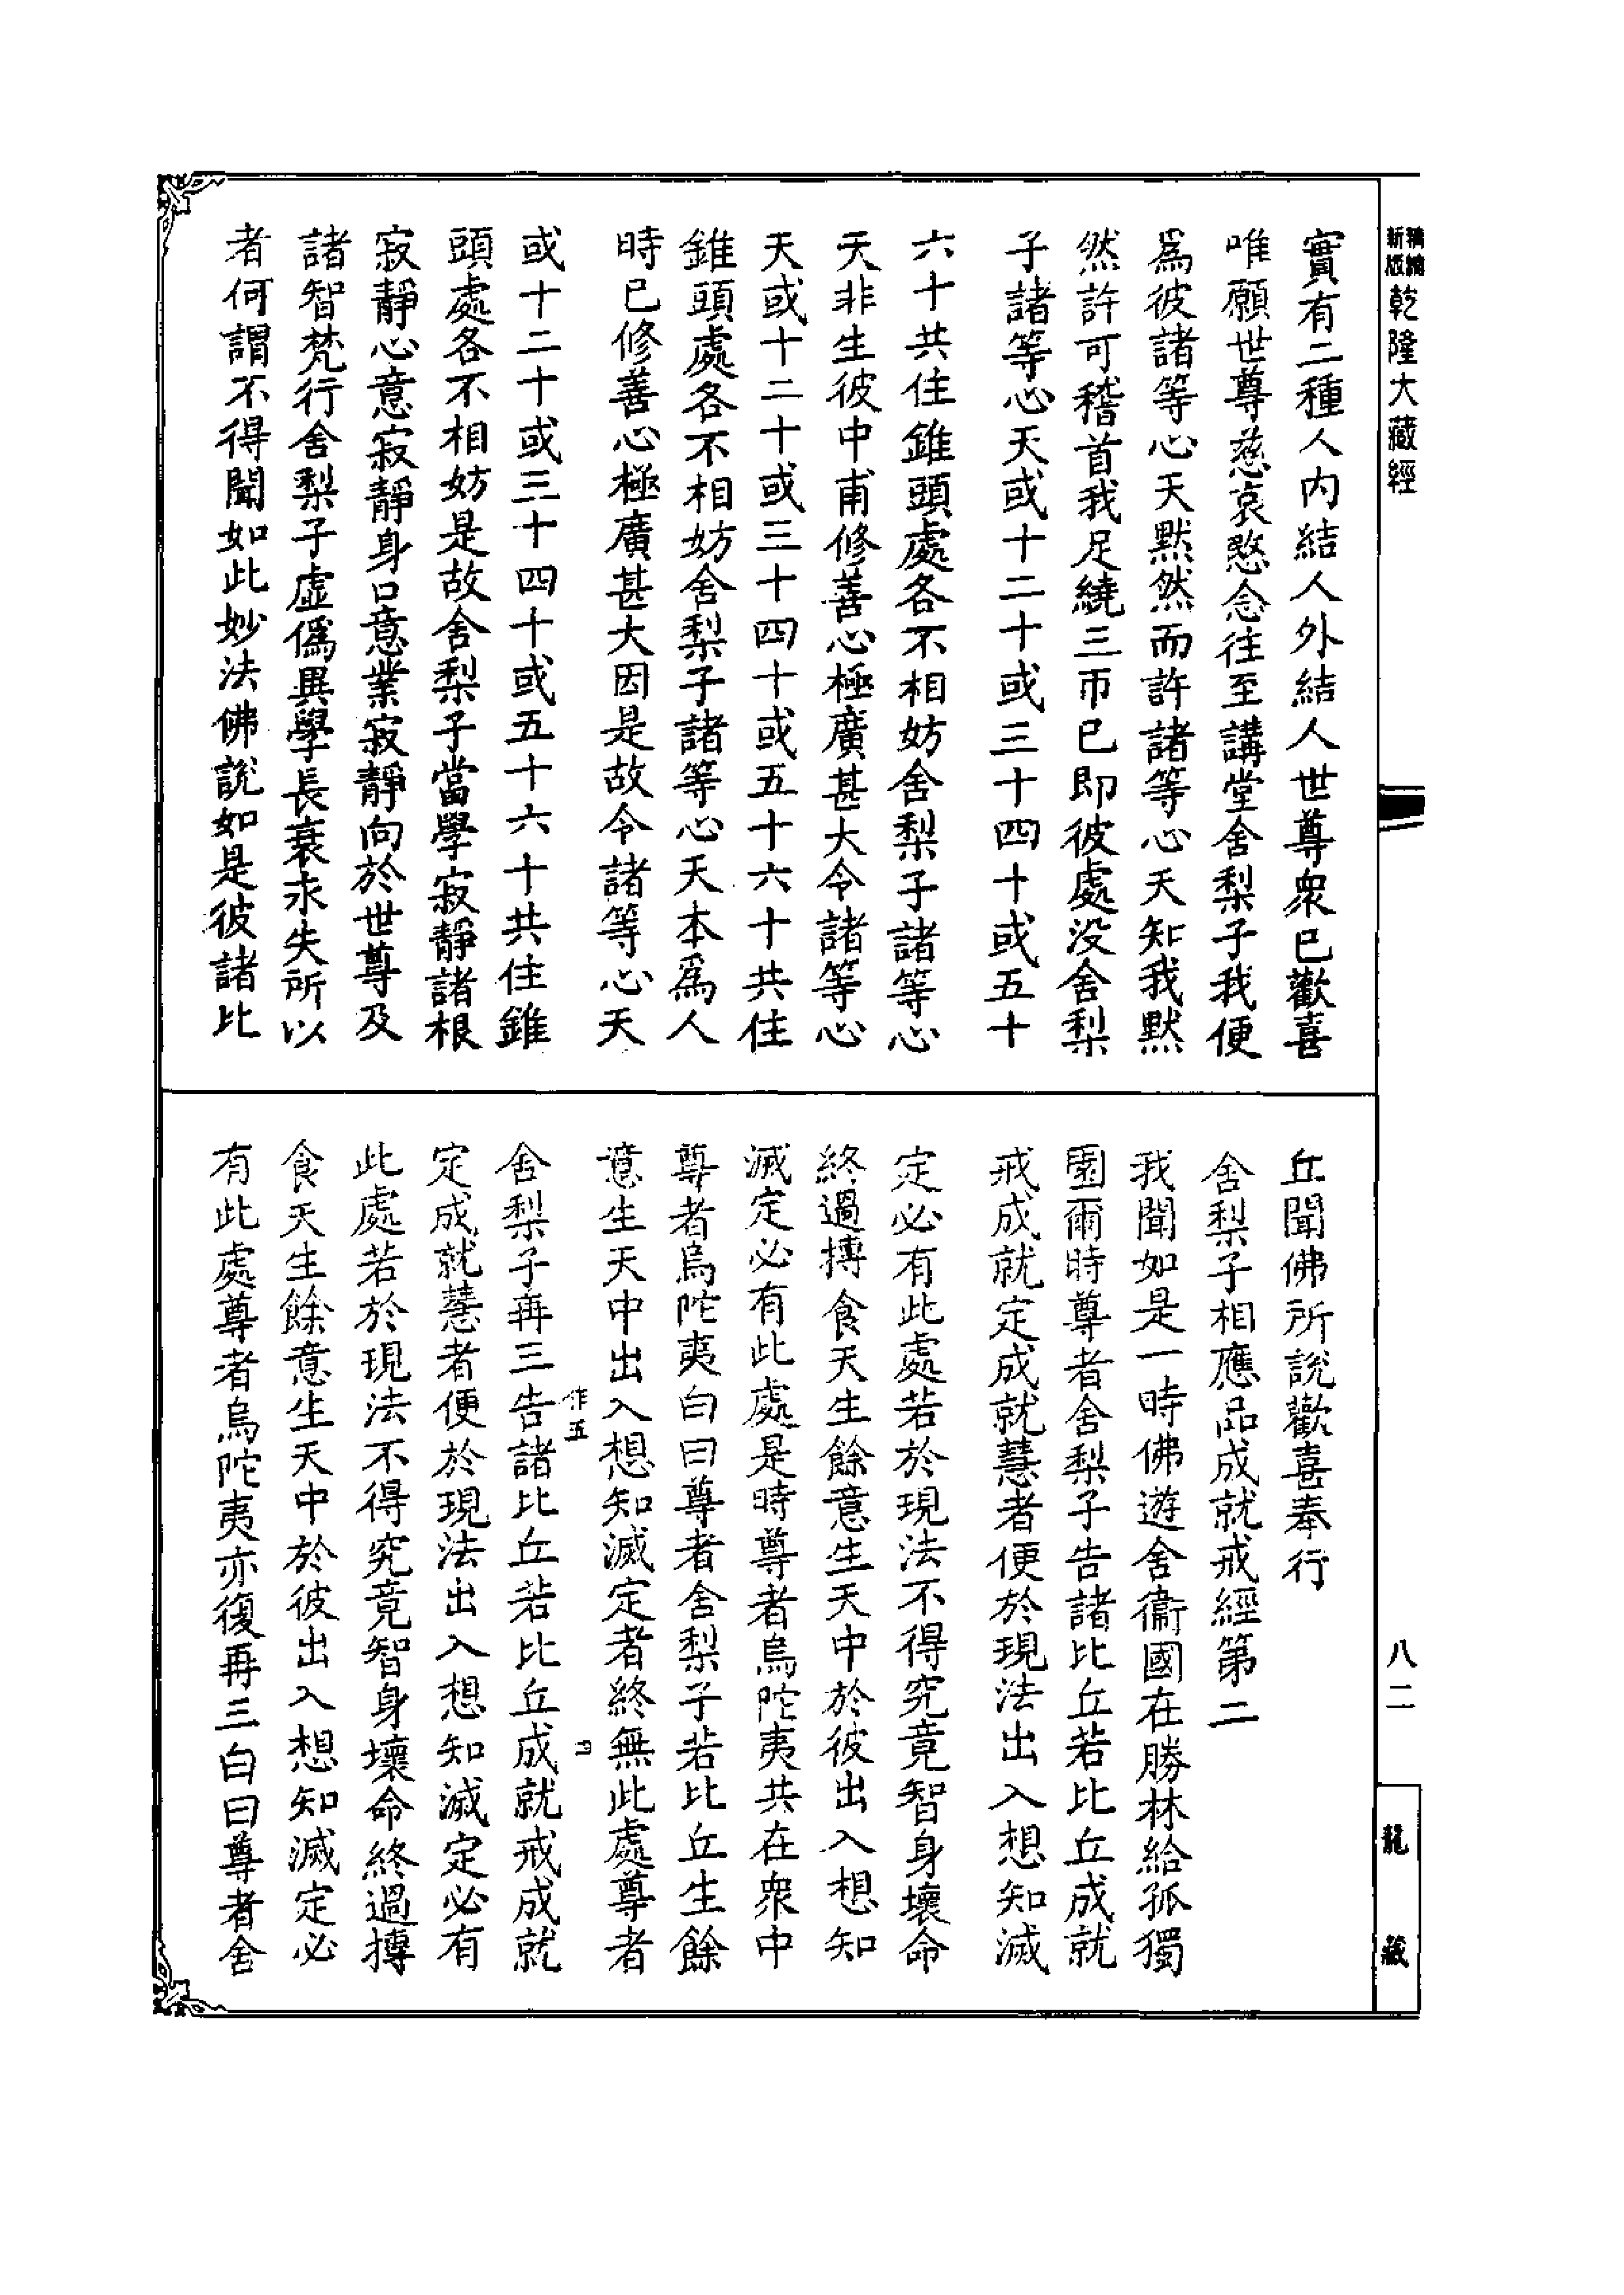 精繪
新版
乾隆大藏經
實有二種人內結人外結人世尊衆已歡喜
唯願世尊慈哀愍念往至講堂舍梨子我便
爲彼諸等心天默然而許諸等心天知我默
然許可稽首我足繞三帀已即彼處没舍梨
子諸等心天或十二十或三十四十或五十
六十共住錐頭處各不相妨舍梨子諸等心
天非生彼中甫修善心極廣甚大令諸等心
天或十二十或三十四十或五十六十共住
錐頭處各不相妨舍梨子諸等心天本爲人
時已修善心極廣甚大因是故令諸等心天
或十二十或三十四十或五十六十共住錐
頭處各不相妨是故舍梨子當學寂靜諸根
寂靜心意寂靜身口意業寂靜向於世尊及
諸智梵行舍梨子虛僞異學長衰永失所以
者何謂不得聞如此妙法佛說如是彼諸比
丘聞佛所說歡喜奉行
舍梨子相應品成就戒經第二
我聞如是一時佛遊舍衞國在勝林給孤獨
園爾時尊者舍梨子告諸比丘若比丘成就
戒成就定成就慧者便於現法出入想知滅
定必有此處若於現法不得究竟智身壞命
終過摶食天生餘意生天中於彼出入想知
滅定必有此處是時尊者烏陀夷共在衆中
尊者烏陀夷白曰尊者舍梨子若比丘生餘
意生天中出入想知滅定者終無此處尊者
作五
四
舍梨子再三告諸比丘若比丘成就戒成就
定成就慧者便於現法出入想知滅定必有
此處若於現法不得究竟智身壞命終過摶
食天生餘意生天中於彼出入想知滅定必
有此處尊者烏陀夷亦復再三白曰尊者舍
八二
龍藏